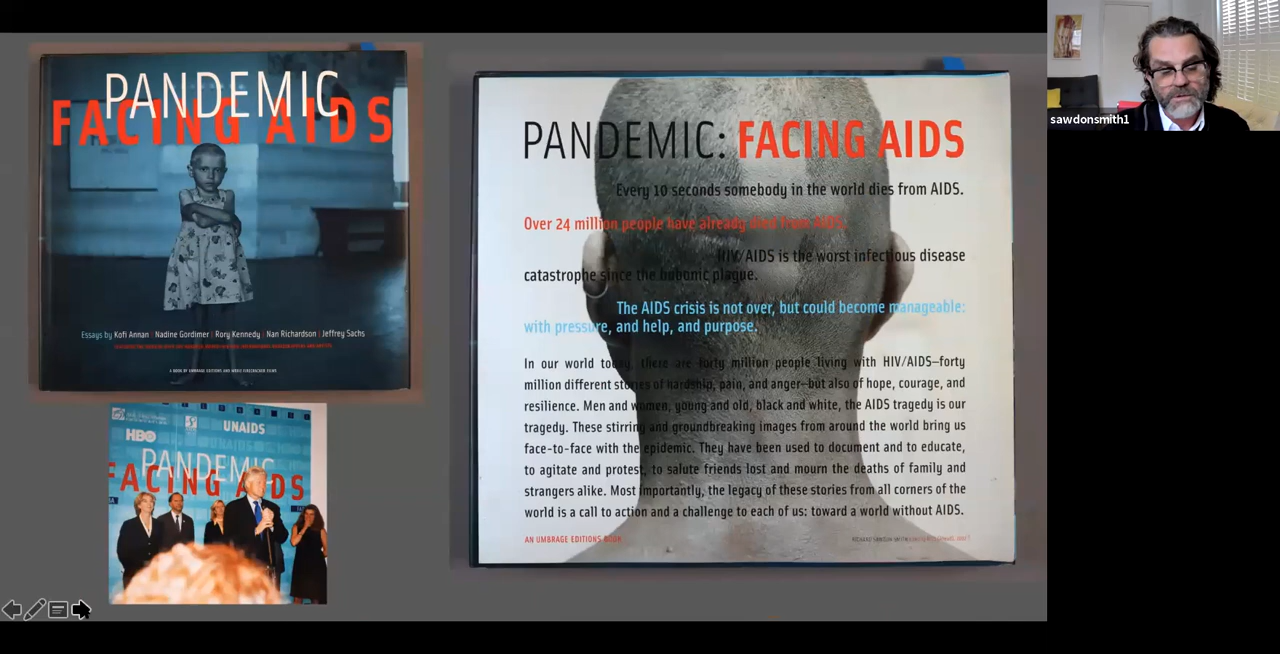 PANDEMIC
FACING AIDS
Essays by Kofi Annan | Nadine Gordimer | Rory Kennedy | Nan Richardson | Jeffrey Sachs
A BOOK OF UMBRAGE EDITIONS AND MOXIE FIRECRACKER FILMS
HBO
UNAIDS
PANDEMIC
FACING AIDS
PANDEMIC: FACING AIDS
Every 10 seconds somebody in the world dies from AIDS.
Over 24 million people have already died from AIDS.
HIV/AIDS is the worst infectious disease
catastrophe since the bubonic plague.
The AIDS crisis is not over, but could become manageable:
with pressure, and help, and purpose.
In our world today, there are forty million people living with HIV/AIDS—forty
million different stories of hardship, pain, and anger—but also of hope, courage, and
resilience. Men and women, young and old, black and white, the AIDS tragedy is our
tragedy. These stirring and groundbreaking images from around the world bring us
face-to-face with the epidemic. They have been used to document and to educate,
to agitate and protest, to salute friends lost and mourn the deaths of family and
strangers alike. Most importantly, the legacy of these stories from all corners of the
world is a call to action and a challenge to each of us: toward a world without AIDS.
AN UMBRAGE EDITIONS BOOK
sawdonsmith1